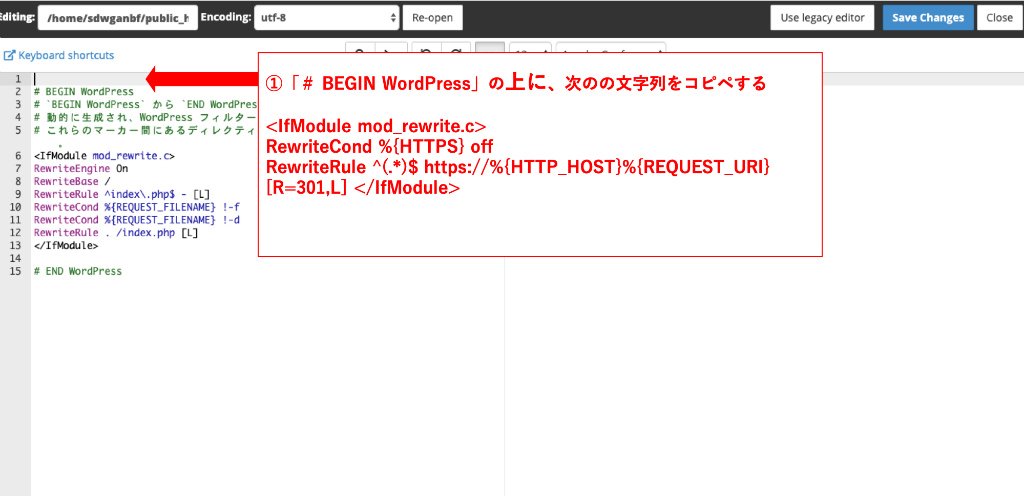 Editing: /home/sdwganbf/public_h Encoding: utf-8 Re-open Use legacy editor Save Changes Close
Keyboard shortcuts
1
2 # BEGIN WordPress
3 # `BEGIN WordPress` から `END WordPres
4 # 動的に生成され、WordPress フィルター
5 # これらのマーカー間にあるディレクティ
。
6 <IfModule mod_rewrite.c>
7 RewriteEngine On
8 RewriteBase /
9 RewriteRule ^index\.php$ - [L]
10 RewriteCond %{REQUEST_FILENAME} !-f
11 RewriteCond %{REQUEST_FILENAME} !-d
12 RewriteRule . /index.php [L]
13 </IfModule>
14
15 # END WordPress
①「# BEGIN WordPress」の上に、次のの文字列をコピペする
<IfModule mod_rewrite.c>
RewriteCond %{HTTPS} off
RewriteRule ^(.*)$ https://%{HTTP_HOST}%{REQUEST_URI}
[R=301,L] </IfModule>